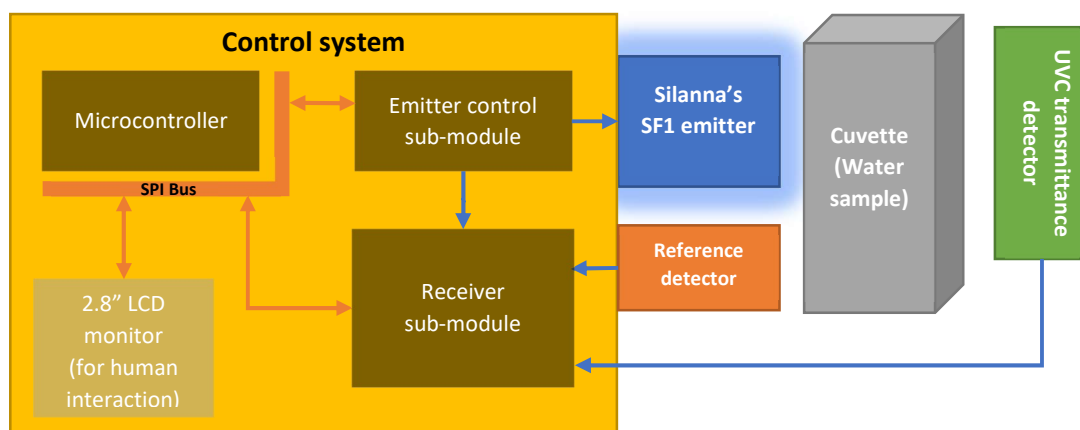 Control system
Microcontroller
SPI Bus
Emitter control
sub-module
Receiver
sub-module
2.8” LCD
monitor
(for human
interaction)
Silanna’s
SF1 emitter
Reference
detector
Cuvette
(Water
sample)
UVC transmittance
detector